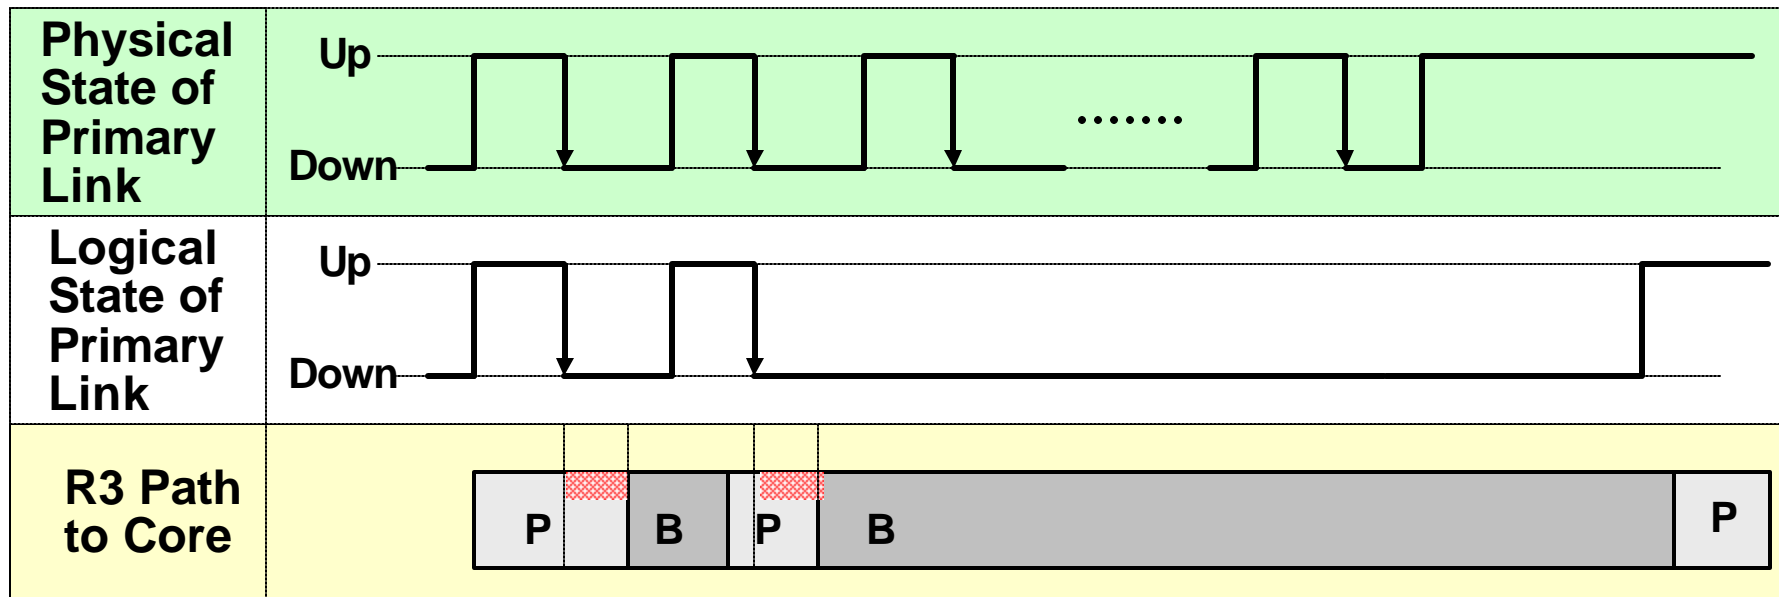 Physical
State of
Primary
Link
Up
Down
Logical
State of
Primary
Link
Up
Down
R3 Path
to Core
P
B
P
B
P